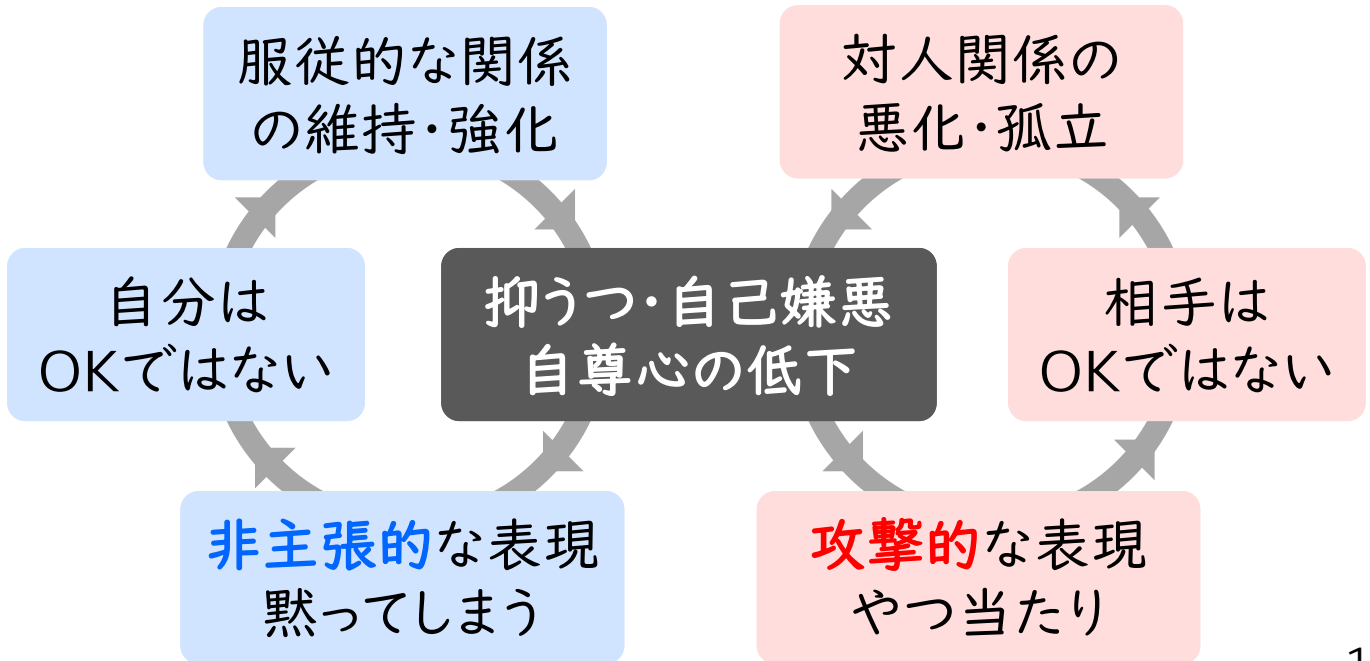 服従的な関係
の維持・強化
対人関係の
悪化・孤立
自分は
OKではない
抑うつ・自己嫌悪
自尊心の低下
相手は
OKではない
非主張的な表現
黙ってしまう
攻撃的な表現
やつ当たり